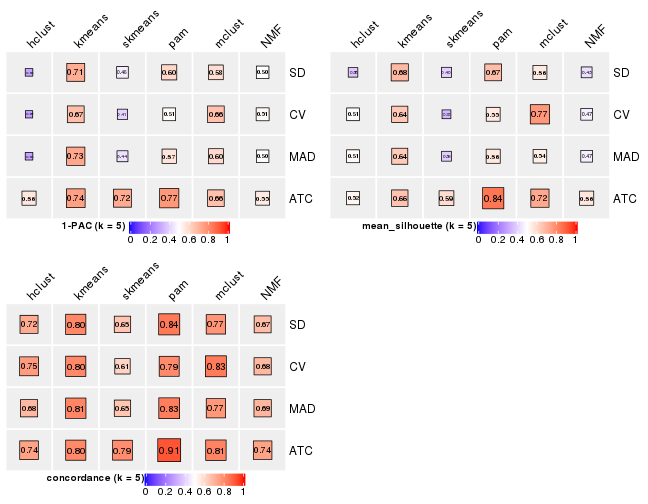 hclust kmeans skmeans pam mclust NMF
0.71 0.60 0.58 0.50 SD
0.67 0.41 0.51 0.66 0.51 CV
0.73 0.44 0.57 0.60 0.50 MAD
0.56 0.74 0.72 0.77 0.66 0.55 ATC
1-PAC (k = 5)
0 0.2 0.4 0.6 0.8 1
hclust kmeans skmeans pam mclust NMF
0.68 0.67 0.56 SD
0.51 0.64 0.55 0.77 0.47 CV
0.51 0.64 0.56 0.54 0.47 MAD
0.52 0.66 0.59 0.84 0.72 0.56 ATC
mean_silhouette (k = 5)
0 0.2 0.4 0.6 0.8 1
hclust kmeans skmeans pam mclust NMF
0.72 0.80 0.65 0.84 0.77 0.67 SD
0.75 0.80 0.61 0.79 0.83 0.68 CV
0.68 0.81 0.65 0.83 0.77 0.69 MAD
0.74 0.80 0.79 0.91 0.81 0.74 ATC
concordance (k = 5)
0 0.2 0.4 0.6 0.8 1